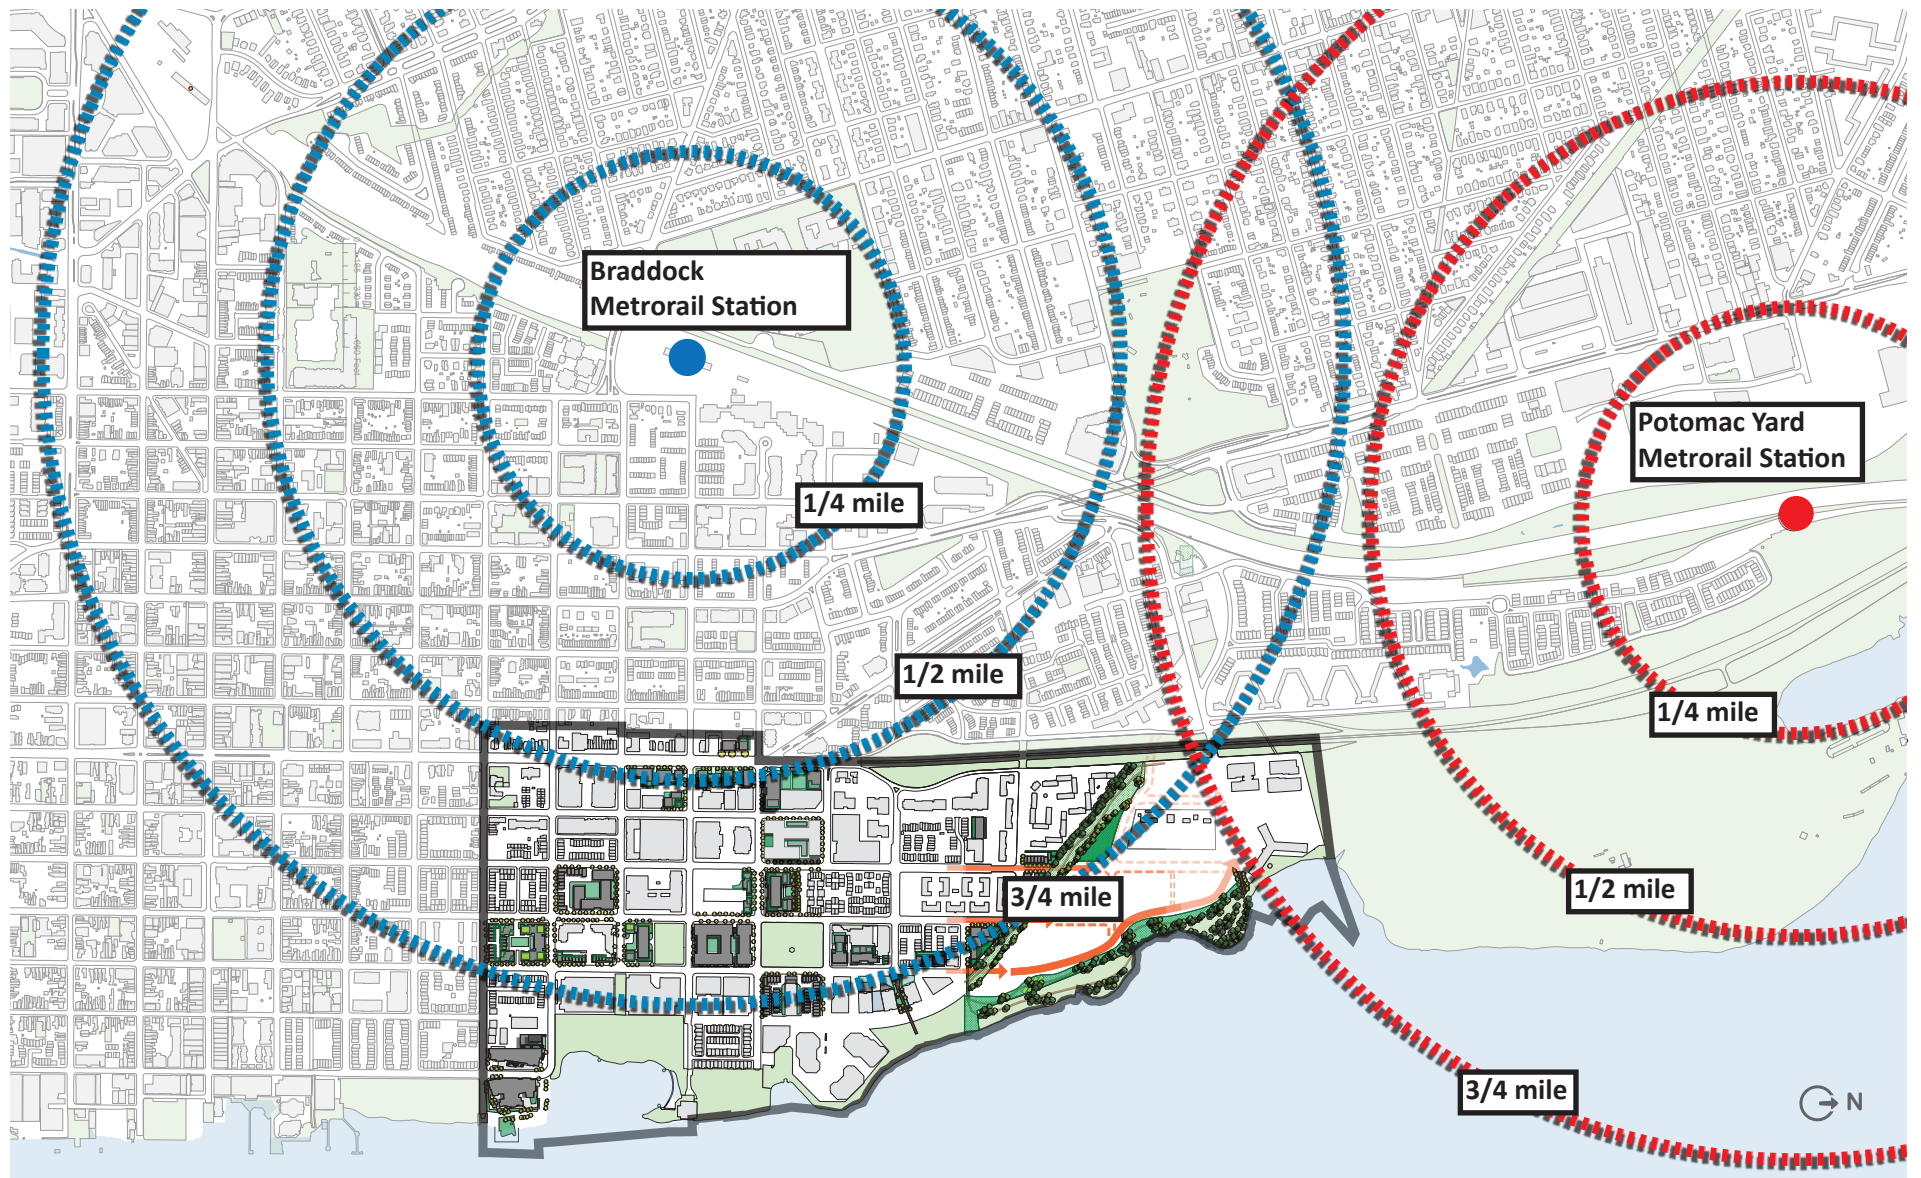 Braddock
Metrorail Station
Potomac Yard
Metrorail Station
1/4 mile
1/2 mile
3/4 mile
1/4 mile
1/2 mile
3/4 mile
N